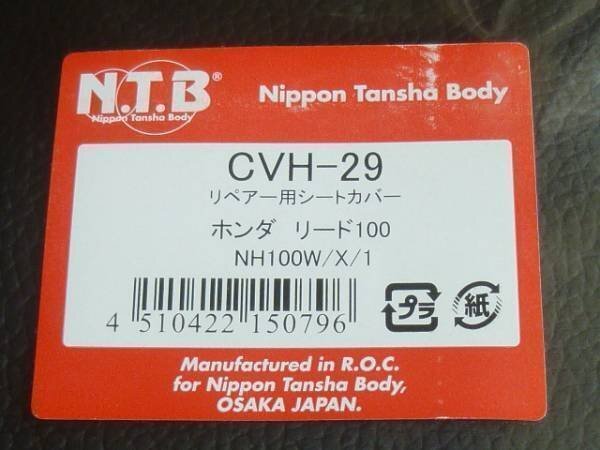 N.T.B®
Nippon Tansha Body
Nippon Tansha Body
CVH-29
リペアー用シートカバー
ホンダ リード100
NH100W/X/1
4 510422 150796
プラ
紙
Manufactured in R.O.C.
for Nippon Tansha Body,
OSAKA JAPAN.